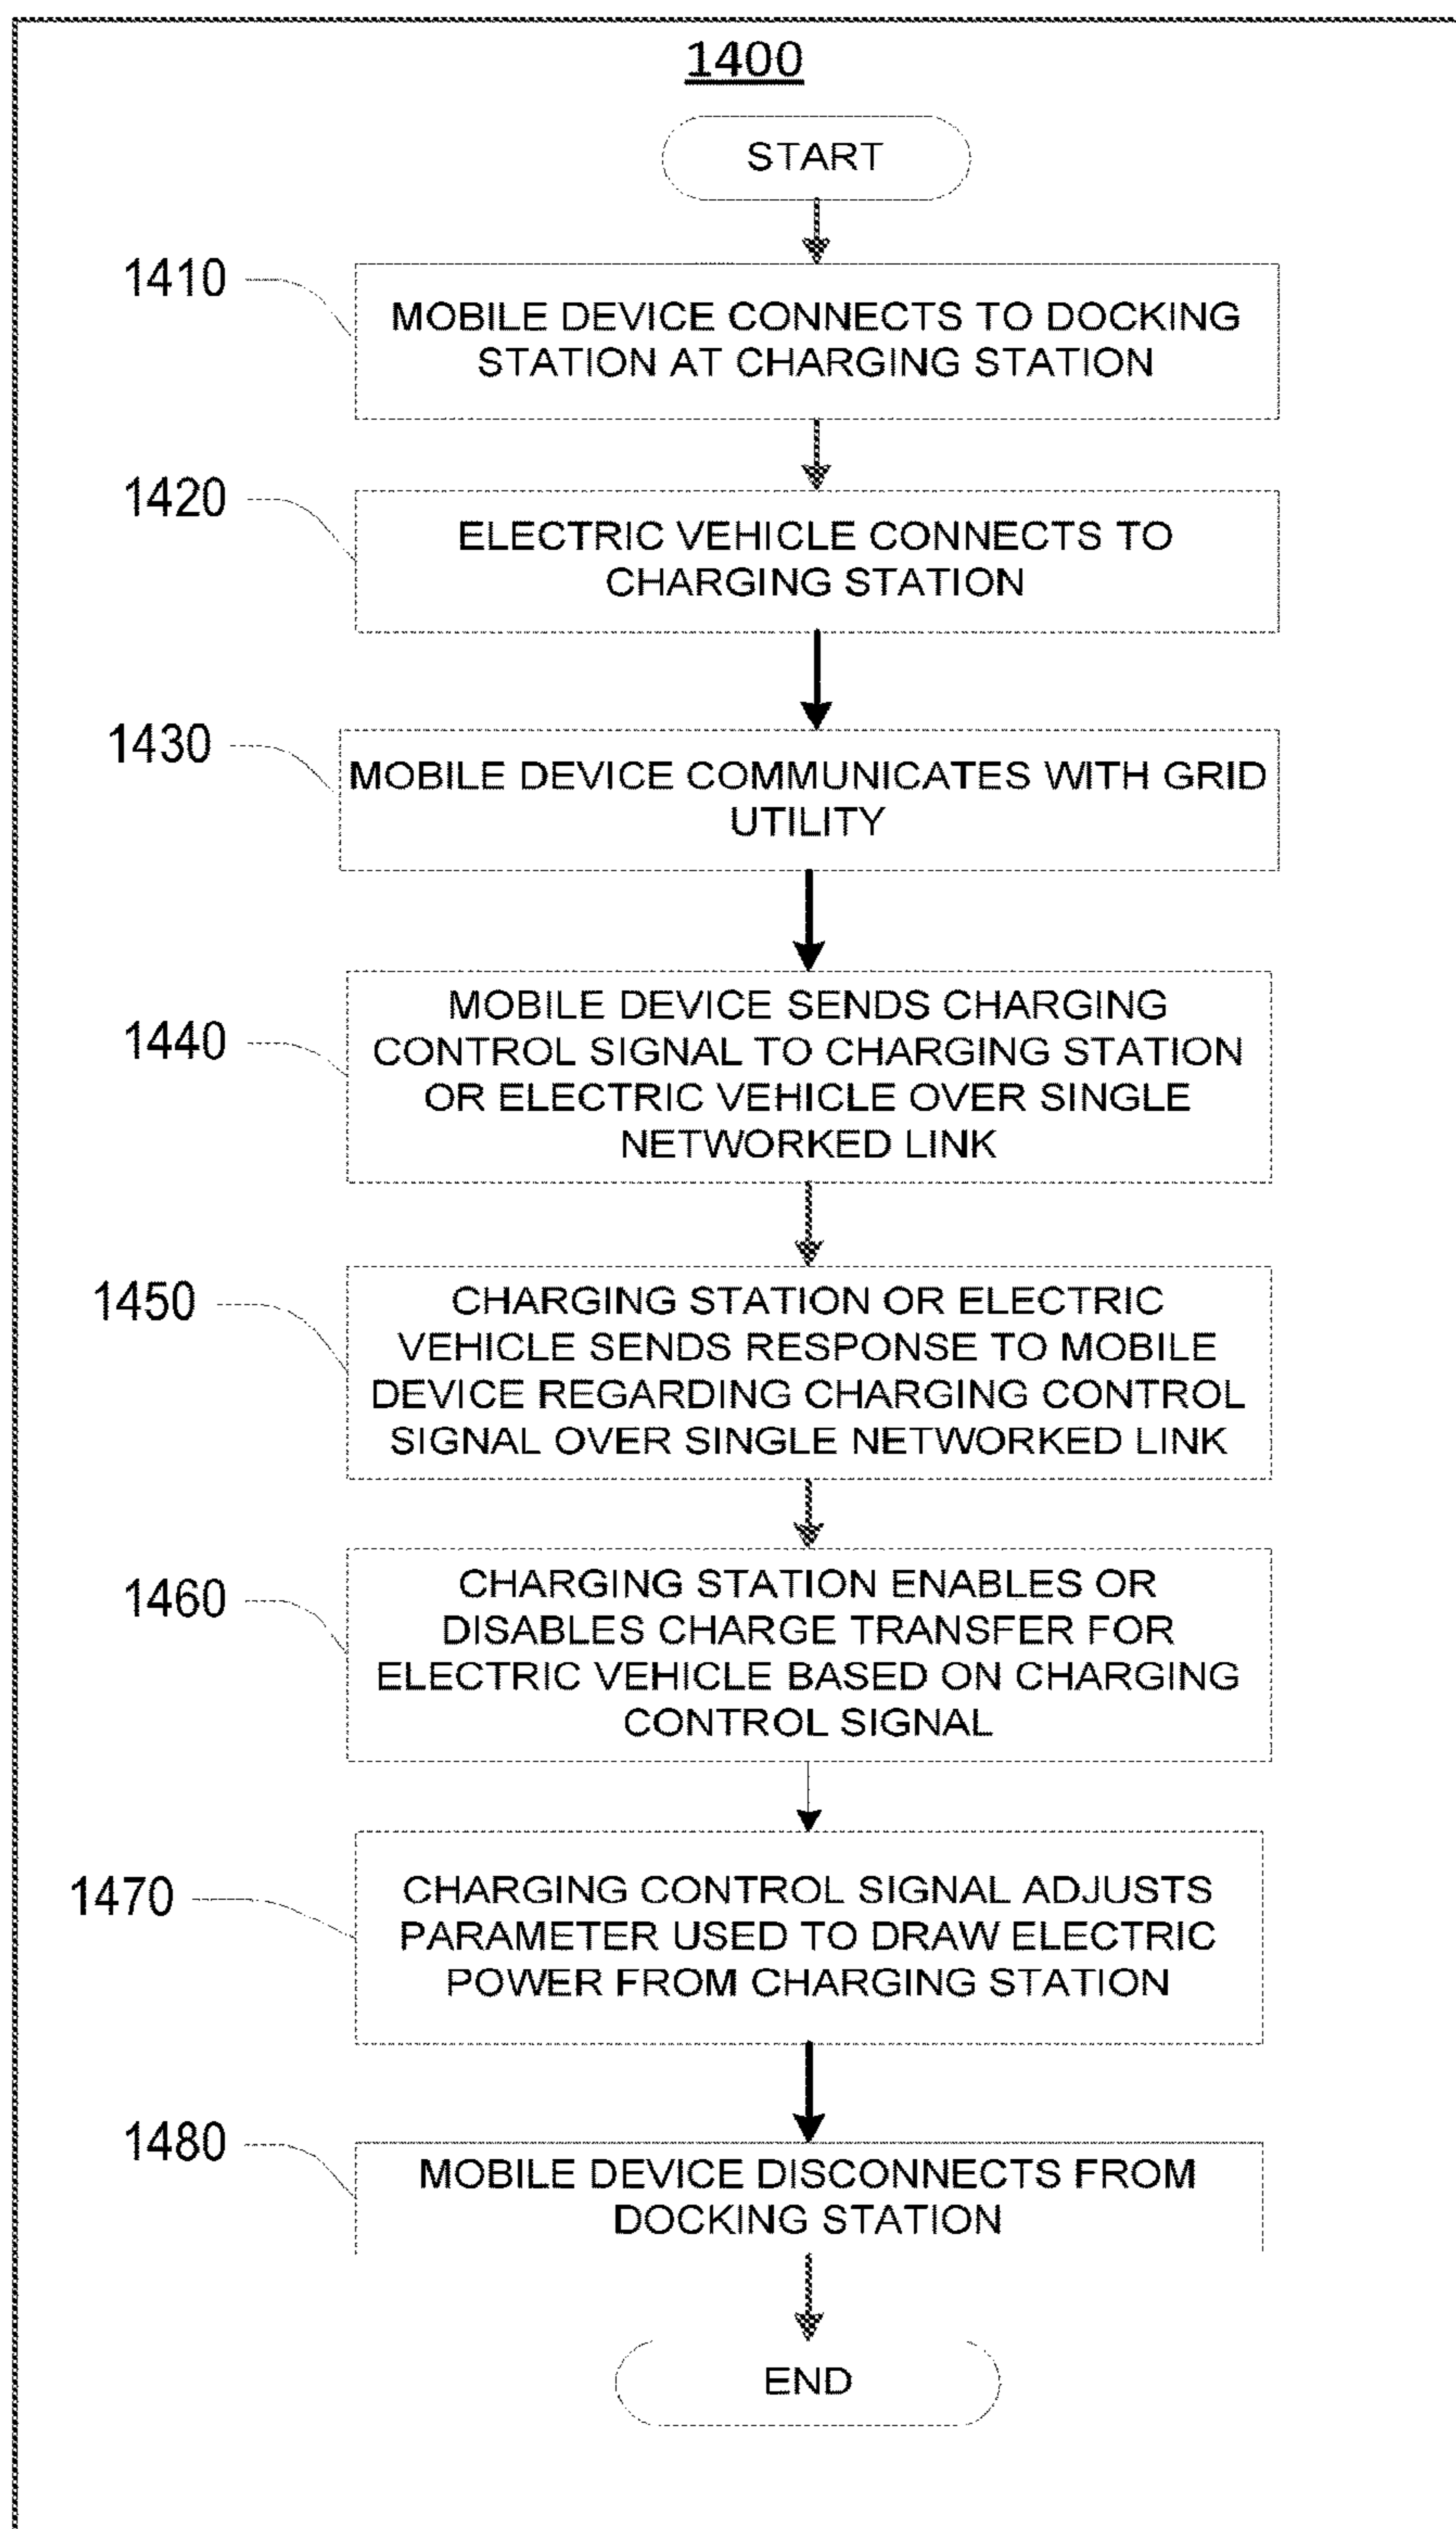 1400
START
1410
MOBILE DEVICE CONNECTS TO DOCKING
STATION AT CHARGING STATION
1420
ELECTRIC VEHICLE CONNECTS TO
CHARGING STATION
1430
MOBILE DEVICE COMMUNICATES WITH GRID
UTILITY
1440
MOBILE DEVICE SENDS CHARGING
CONTROL SIGNAL TO CHARGING STATION
OR ELECTRIC VEHICLE OVER SINGLE
NETWORKED LINK
1450
CHARGING STATION OR ELECTRIC
VEHICLE SENDS RESPONSE TO MOBILE
DEVICE REGARDING CHARGING CONTROL
SIGNAL OVER SINGLE NETWORKED LINK
1460
CHARGING STATION ENABLES OR
DISABLES CHARGE TRANSFER FOR
ELECTRIC VEHICLE BASED ON CHARGING
CONTROL SIGNAL
1470
CHARGING CONTROL SIGNAL ADJUSTS
PARAMETER USED TO DRAW ELECTRIC
POWER FROM CHARGING STATION
1480
MOBILE DEVICE DISCONNECTS FROM
DOCKING STATION
END